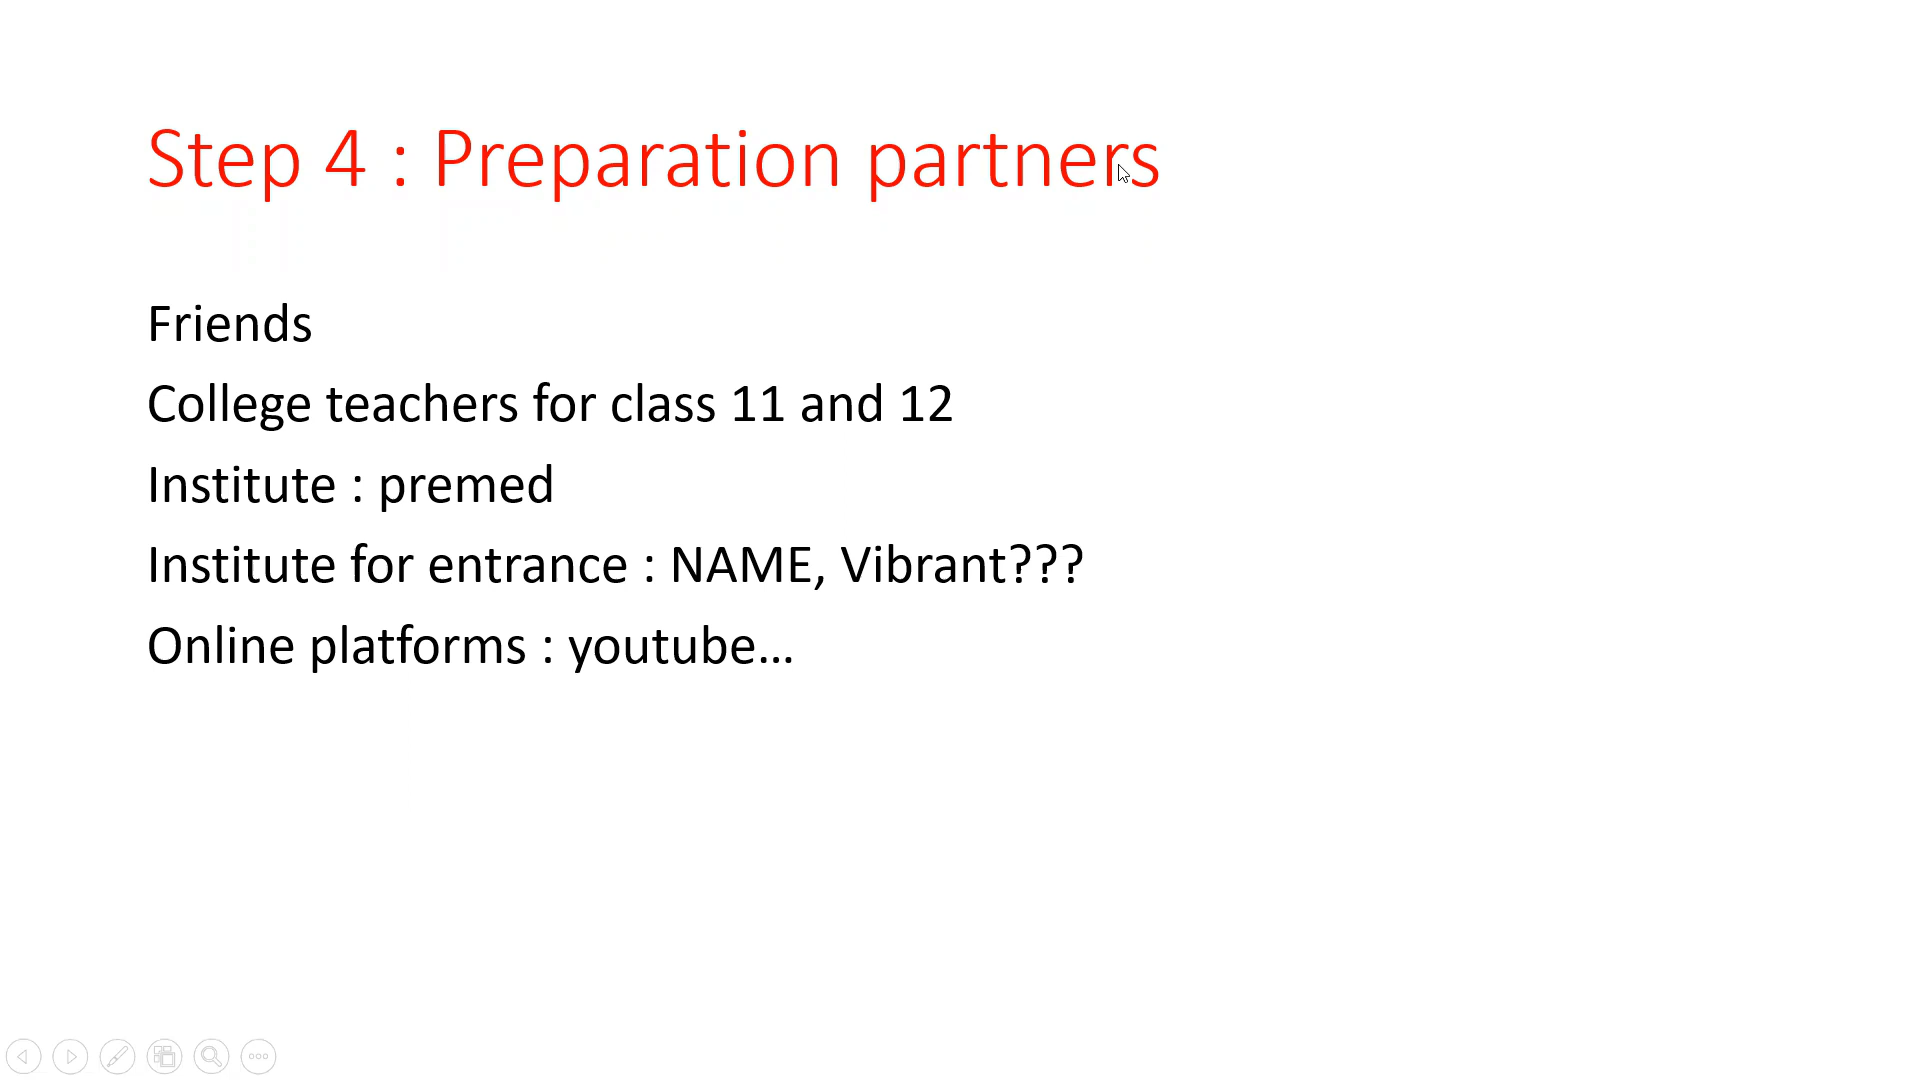 Step 4 : Preparation partners
Friends
College teachers for class 11 and 12
Institute : premed
Institute for entrance : NAME, Vibrant???
Online platforms : youtube...